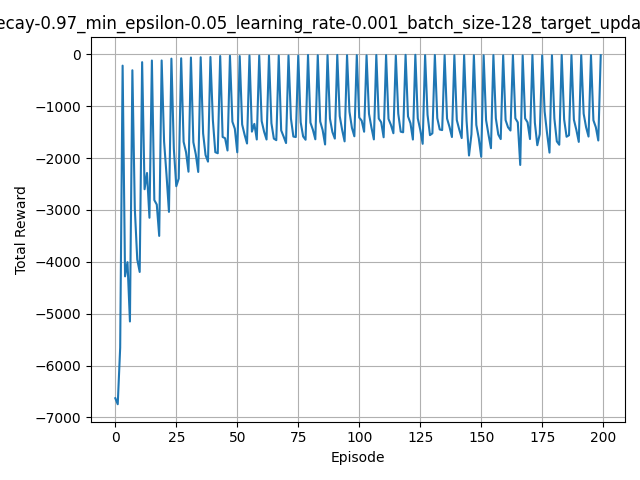 ecay-0.97_min_epsilon-0.05_learning_rate-0.001_batch_size-128_target_upda
0
−1000
−2000
−3000
−4000
−5000
−6000
−7000
Total Reward
0 25 50 75 100 125 150 175 200
Episode